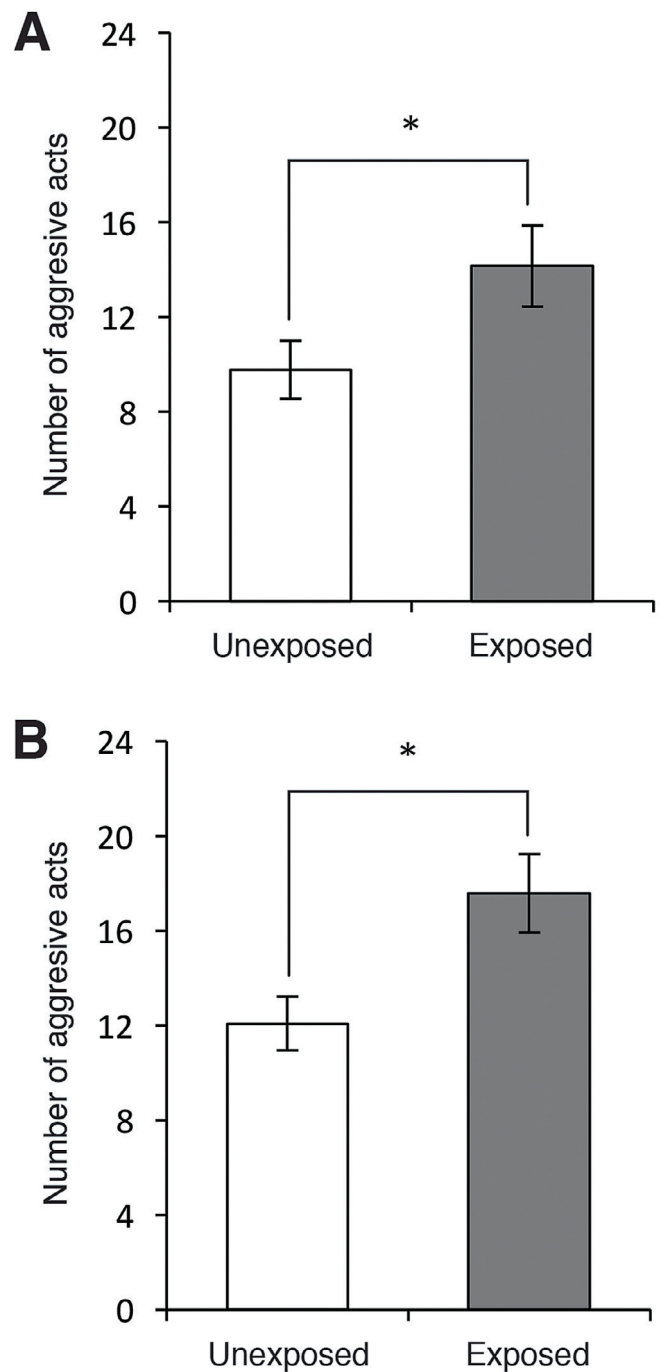 A
24
20
16
12
8
4
0
Number of aggresive acts
*
Unexposed
Exposed
B
24
20
16
12
8
4
0
Number of aggresive acts
*
Unexposed
Exposed